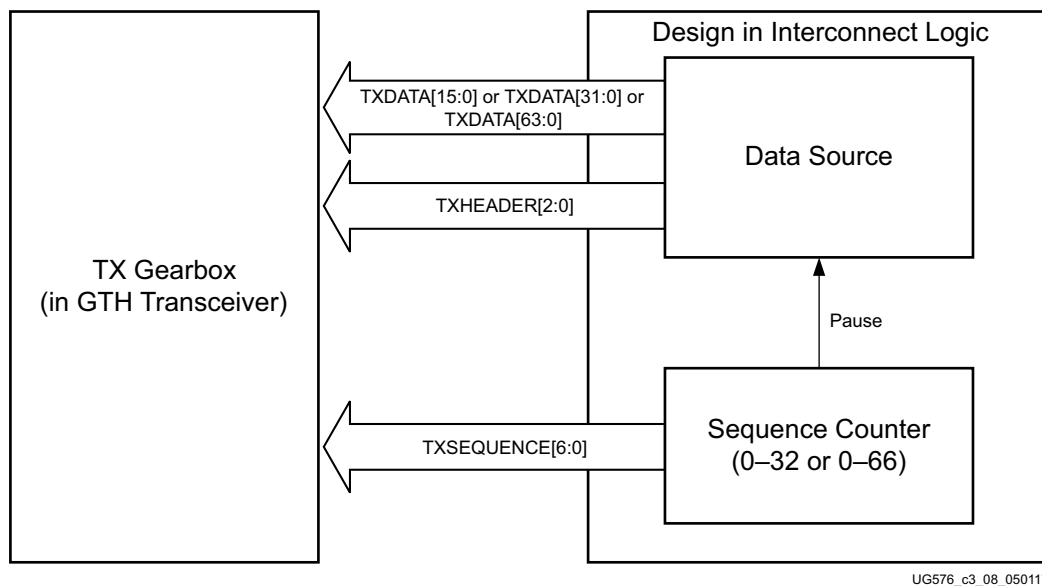 Design in Interconnect Logic
TXDATA[15:0] or TXDATA[31:0] or
TXDATA[63:0]
Data Source
TXHEADER[2:0]
TX Gearbox
(in GTH Transceiver)
Pause
TXSEQUENCE[6:0]
Sequence Counter
(0–32 or 0–66)
UG576_c3_08_05011